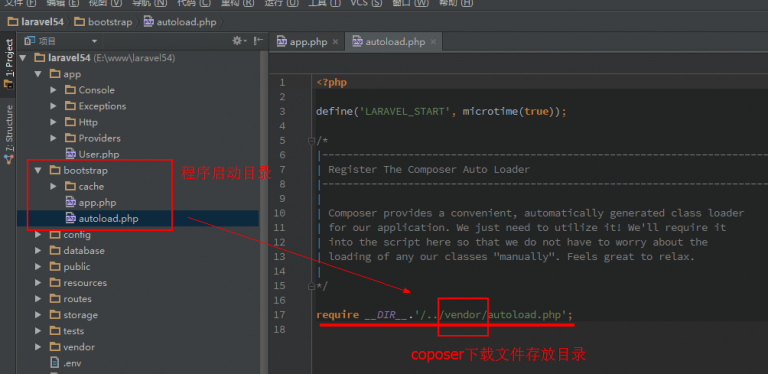 文件(F) 编辑(E) 视图(V) 导航(N) 代码(C) 重构(R) 运行(U) 工具(T) VCS(S) 窗口(W) 帮助(H)
laravel54 bootstrap autoload.php
1: Project
7: Structure
项目
laravel54 (E:\www\laravel54)
app
Console
Exceptions
Http
Providers
User.php
bootstrap
cache
app.php
autoload.php
config
database
public
resources
routes
storage
tests
vendor
.env
程序启动目录
app.php × autoload.php ×
1 <?php
2
3 define('LARAVEL_START', microtime(true));
4
5 /*
6 |--------------------------------------------------------------------------
7 | Register The Composer Auto Loader
8 |--------------------------------------------------------------------------
9 |
10 | Composer provides a convenient, automatically generated class loader
11 | for our application. We just need to utilize it! We'll require it
12 | into the script here so that we do not have to worry about the
13 | loading of any our classes "manually". Feels great to relax.
14 |
15 */
16
17 require __DIR__.'/../vendor/autoload.php';
18
coposer下载文件存放目录